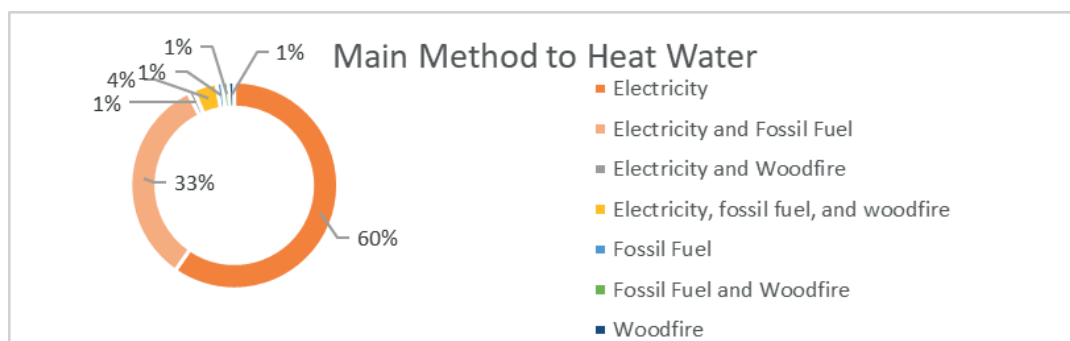 Main Method to Heat Water
1%
1%
1%
4%
1%
33%
60%
Electricity
Electricity and Fossil Fuel
Electricity and Woodfire
Electricity, fossil fuel, and woodfire
Fossil Fuel
Fossil Fuel and Woodfire
Woodfire